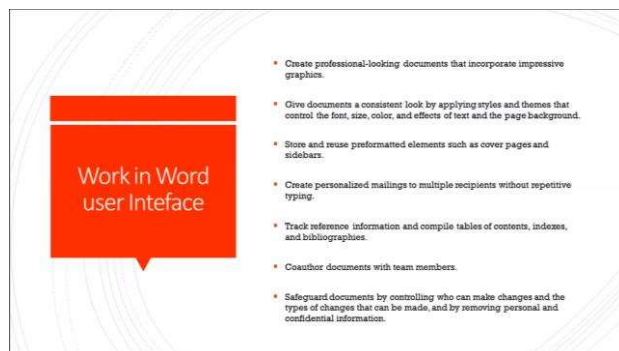 Work in Word
user Inteface
Create professional-looking documents that incorporate impressive
graphics.
Give documents a consistent look by applying styles and themes that
control the font, size, color, and effects of text and the page background.
Store and reuse preformatted elements such as cover pages and
sidebars.
Create personalized mailings to multiple recipients without repetitive
typing.
Track reference information and compile tables of contents, indexes,
and bibliographies.
Coauthor documents with team members.
Safeguard documents by controlling who can make changes and the
types of changes that can be made, and by removing personal and
confidential information.